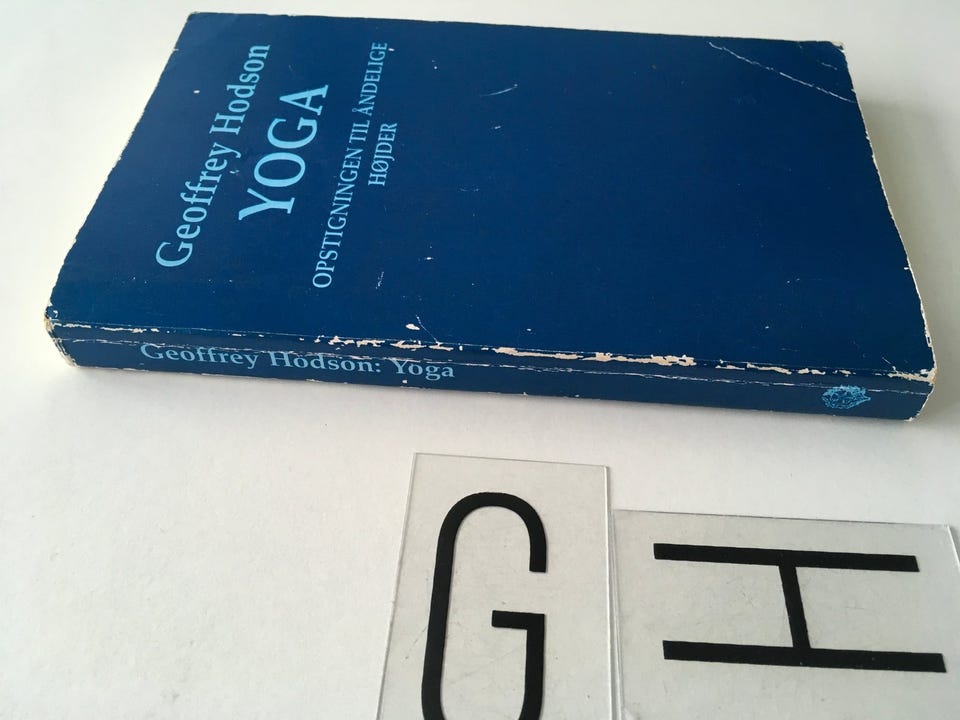 Geoffrey Hodson
YOGA
OPSTIGNINGEN TIL ÅNDELIGE
HØJDER
Geoffrey Hodson: Yoga
G
H